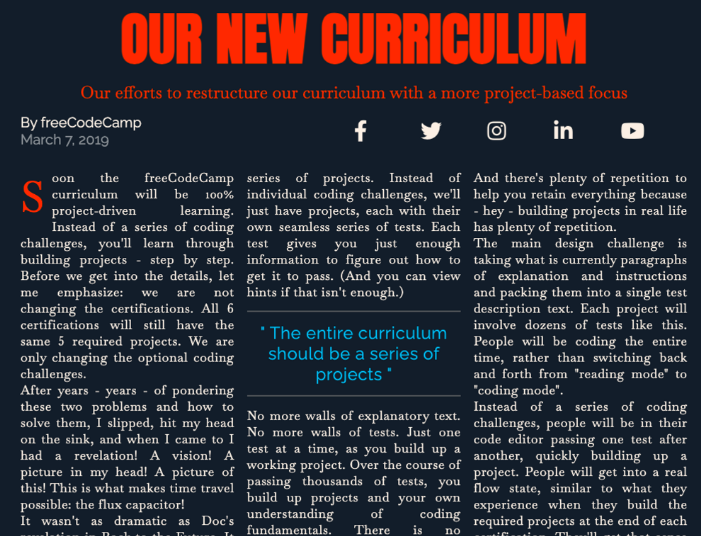 OUR NEW CURRICULUM
Our efforts to restructure our curriculum with a more project-based focus
By freeCodeCamp
March 7, 2019
Soon the freeCodeCamp
curriculum will be 100%
project-driven learning.
Instead of a series of coding
challenges, you'll learn through
building projects - step by step.
Before we get into the details, let
me emphasize: we are not
changing the certifications. All 6
certifications will still have the
same 5 required projects. We are
only changing the optional coding
challenges.
After years - years - of pondering
these two problems and how to
solve them, I slipped, hit my head
on the sink, and when I came to I
had a revelation! A vision! A
picture in my head! A picture of
this! This is what makes time travel
possible: the flux capacitor!
It wasn't as dramatic as Doc's
revelation in Back to the Future. It
series of projects. Instead of
individual coding challenges, we'll
just have projects, each with their
own seamless series of tests. Each
test gives you just enough
information to figure out how to
get it to pass. (And you can view
hints if that isn't enough.)
" The entire curriculum
should be a series of
projects "
No more walls of explanatory text.
No more walls of tests. Just one
test at a time, as you build up a
working project. Over the course of
passing thousands of tests, you
build up projects and your own
understanding of coding
fundamentals. There is no
And there's plenty of repetition to
help you retain everything because
- hey - building projects in real life
has plenty of repetition.
The main design challenge is
taking what is currently paragraphs
of explanation and instructions
and packing them into a single test
description text. Each project will
involve dozens of tests like this.
People will be coding the entire
time, rather than switching back
and forth from "reading mode" to
"coding mode".
Instead of a series of coding
challenges, people will be in their
code editor passing one test after
another, quickly building up a
project. People will get into a real
flow state, similar to what they
experience when they build the
required projects at the end of each
certification. They'll get that sense